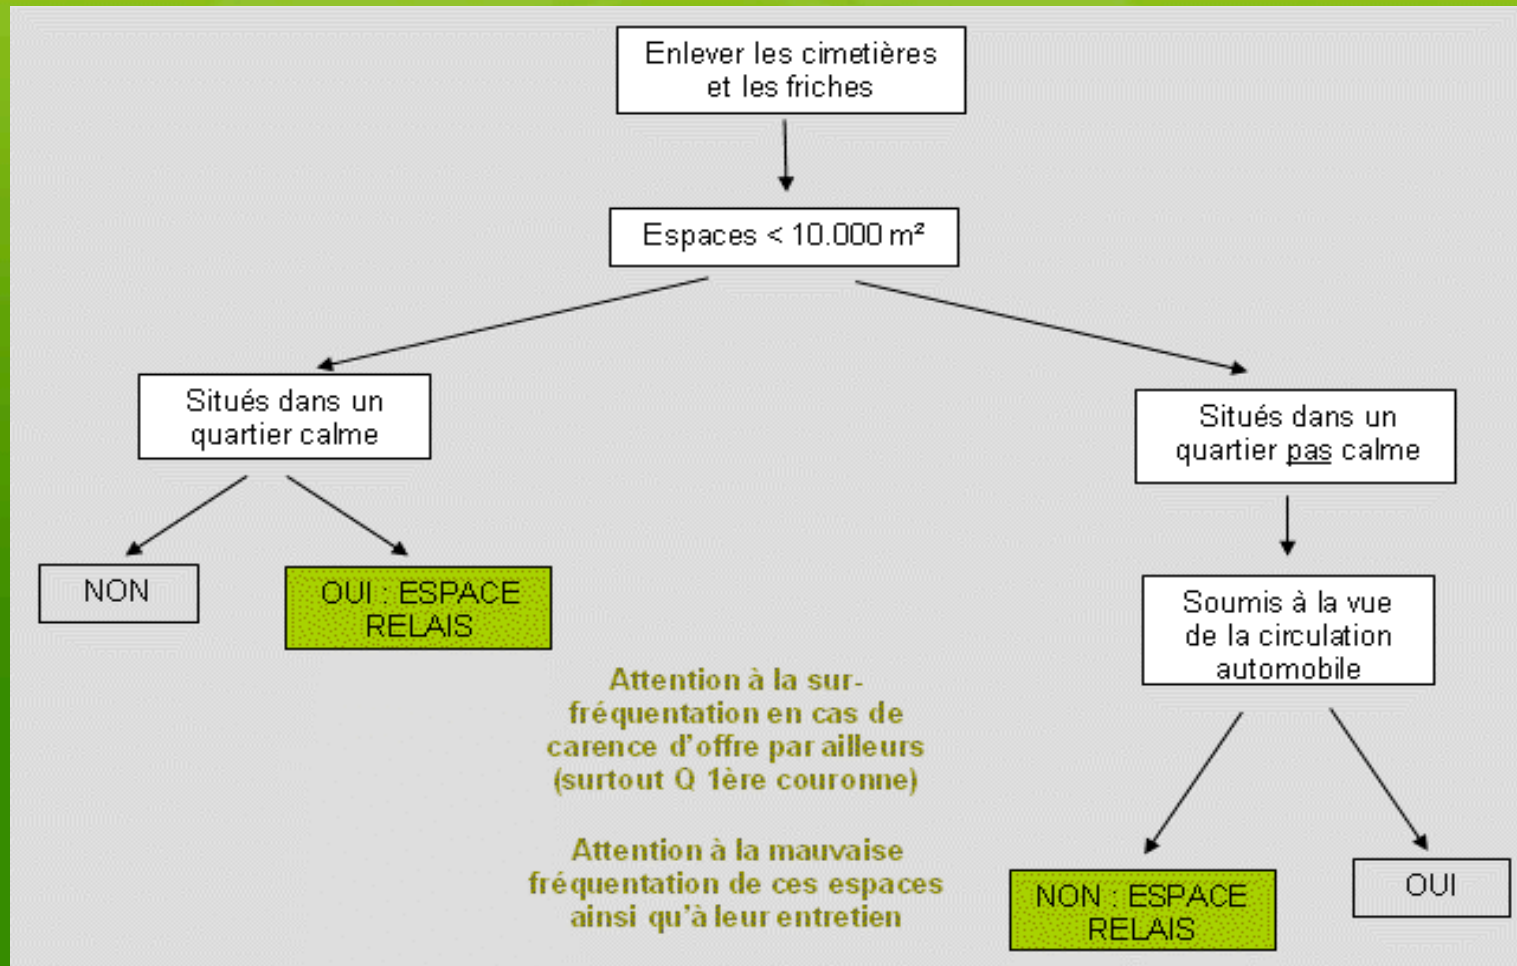 Enlever les cimetières
et les friches
Espaces < 10.000 m²
Situés dans un
quartier calme
Situés dans un
quartier pas calme
NON
OUI : ESPACE
RELAIS
Soumis à la vue
de la circulation
automobile
Attention à la sur-
fréquentation en cas de
carence d'offre par ailleurs
(surtout Q 1ère couronne)
Attention à la mauvaise
fréquentation de ces espaces
ainsi qu'à leur entretien
NON : ESPACE
RELAIS
OUI